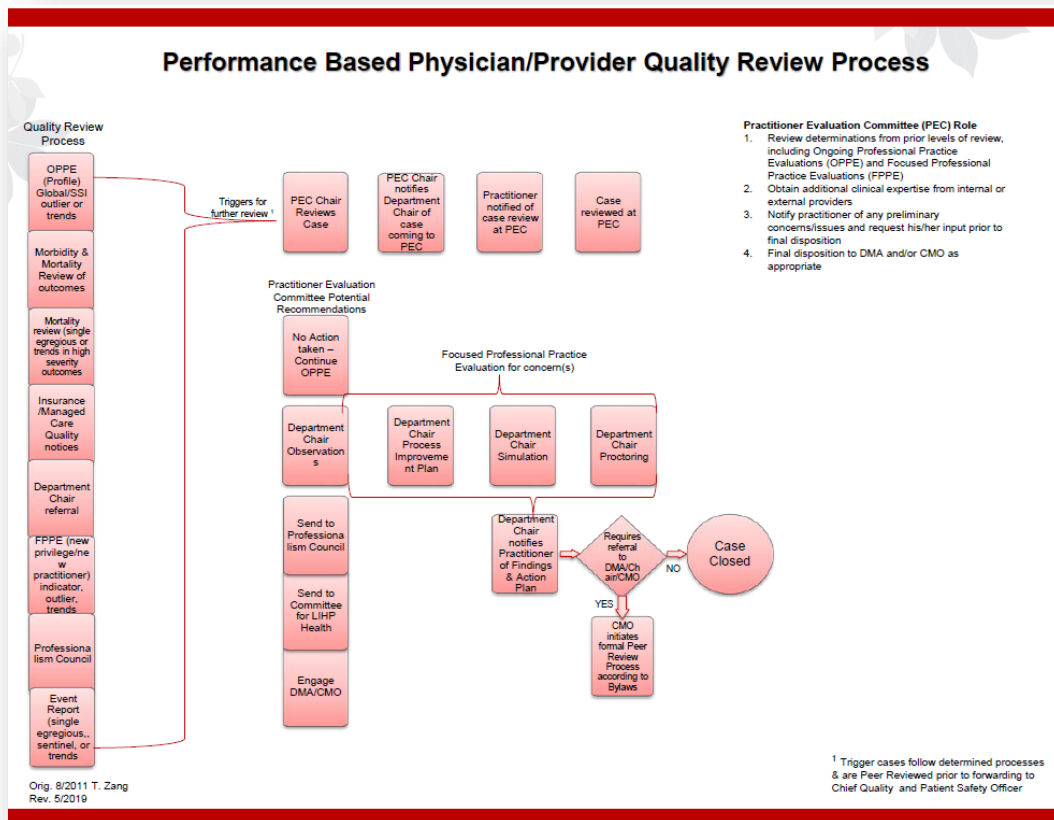 Performance Based Physician/Provider Quality Review Process
Quality Review
Process
OPPE
(Profile)
Global/SSI
outlier or
trends
Morbidity &
Mortality
Review of
outcomes
Mortality
review (single
egregious or
trends in high
severity
outcomes
Insurance
/Managed
Care
Quality
notices
Department
Chair
referral
FPPE (new
privilege/ne
w
practitioner)
indicator,
outlier,
trends
Professiona
lism Council
Event
Report
(single
egregious,,
sentinel, or
trends
Triggers for
further review 1
PEC Chair
Reviews
Case
PEC Chair
notifies
Department
Chair of
case
coming to
PEC
Practitioner
notified of
case review
at PEC
Case
reviewed at
PEC
Practitioner Evaluation Committee (PEC) Role
1. Review determinations from prior levels of review,
including Ongoing Professional Practice
Evaluations (OPPE) and Focused Professional
Practice Evaluations (FPPE)
2. Obtain additional clinical expertise from internal or
external providers
3. Notify practitioner of any preliminary
concerns/issues and request his/her input prior to
final disposition
4. Final disposition to DMA and/or CMO as
appropriate
Practitioner Evaluation
Committee Potential
Recommendations
No Action
taken –
Continue
OPPE
Focused Professional Practice
Evaluation for concern(s)
Department
Chair
Observation
s
Department
Chair
Process
Improveme
nt Plan
Department
Chair
Simulation
Department
Chair
Proctoring
Send to
Professiona
lism Council
Send to
Committee
for LIHP
Health
Engage
DMA/CMO
Department
Chair
notifies
Practitioner
of Findings
& Action
Plan
Requires
referral
to
DMA/Ch
air/CMO
NO
Case
Closed
YES
CMO
initiates
formal Peer
Review
Process
according to
Bylaws
1 Trigger cases follow determined processes
& are Peer Reviewed prior to forwarding to
Chief Quality and Patient Safety Officer
Orig. 8/2011 T. Zang
Rev. 5/2019